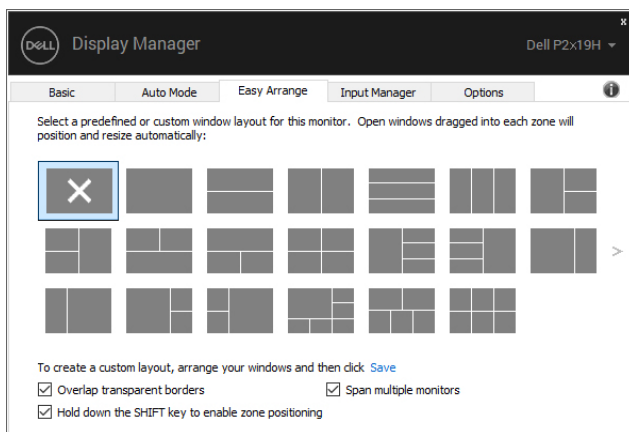 x
DELL Display Manager Dell P2x19H
Basic Auto Mode Easy Arrange Input Manager Options i
Select a predefined or custom window layout for this monitor. Open windows dragged into each zone will
position and resize automatically:
>
To create a custom layout, arrange your windows and then click Save
Overlap transparent borders Span multiple monitors
Hold down the SHIFT key to enable zone positioning